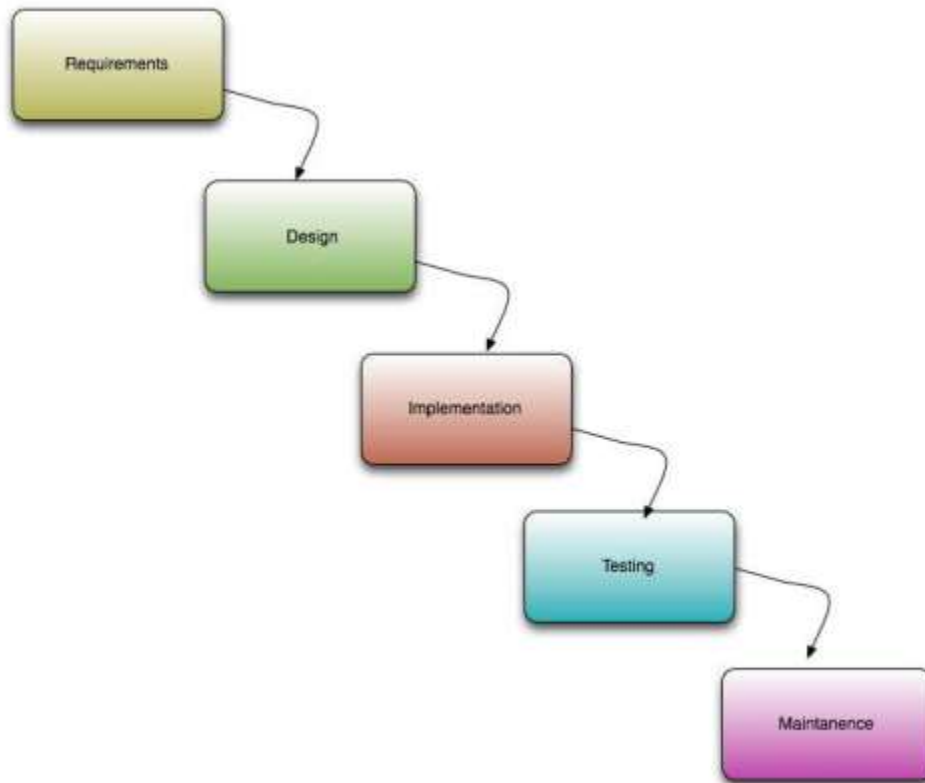 Requirements
Design
Implementation
Testing
Maintanence